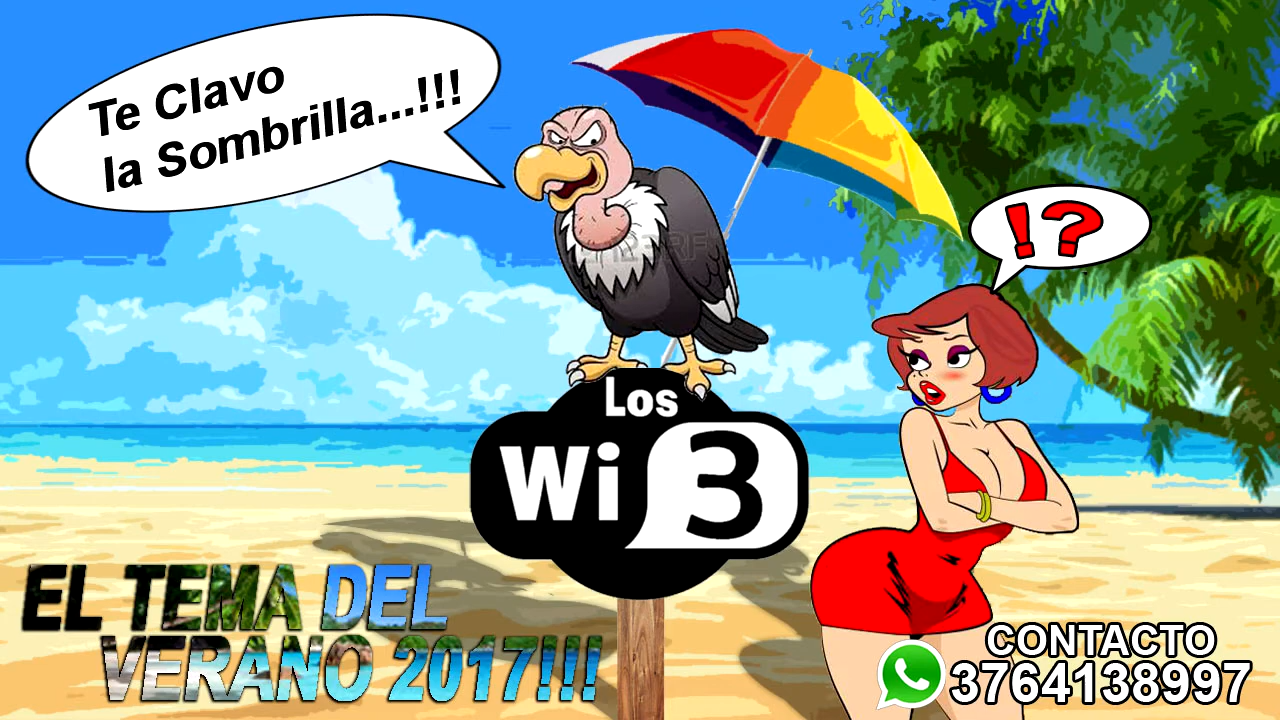 Te Clavo
la Sombrilla...!!!
!?
Los
Wi 3
EL TEMA DEL
VERANO 2017!!!
CONTACTO
3764138997